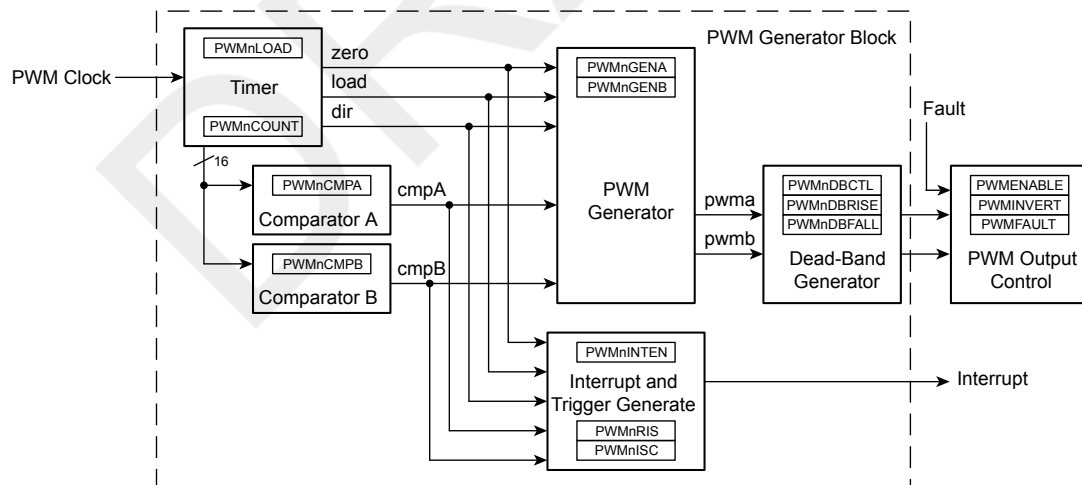 PWM Generator Block
PWM Clock
PWMnLOAD
Timer
PWMnCOUNT
zero
load
dir
16
PWMnCMPA
Comparator A
cmpA
PWMnCMPB
Comparator B
cmpB
PWMnGENA
PWMnGENB
PWM
Generator
pwma
pwmb
PWMnDBCTL
PWMnDBRISE
PWMnDBFALL
Dead-Band
Generator
Fault
PWMENABLE
PWMINVERT
PWMFAULT
PWM Output
Control
PWMnINTEN
Interrupt and
Trigger Generate
PWMnRIS
PWMnISC
Interrupt